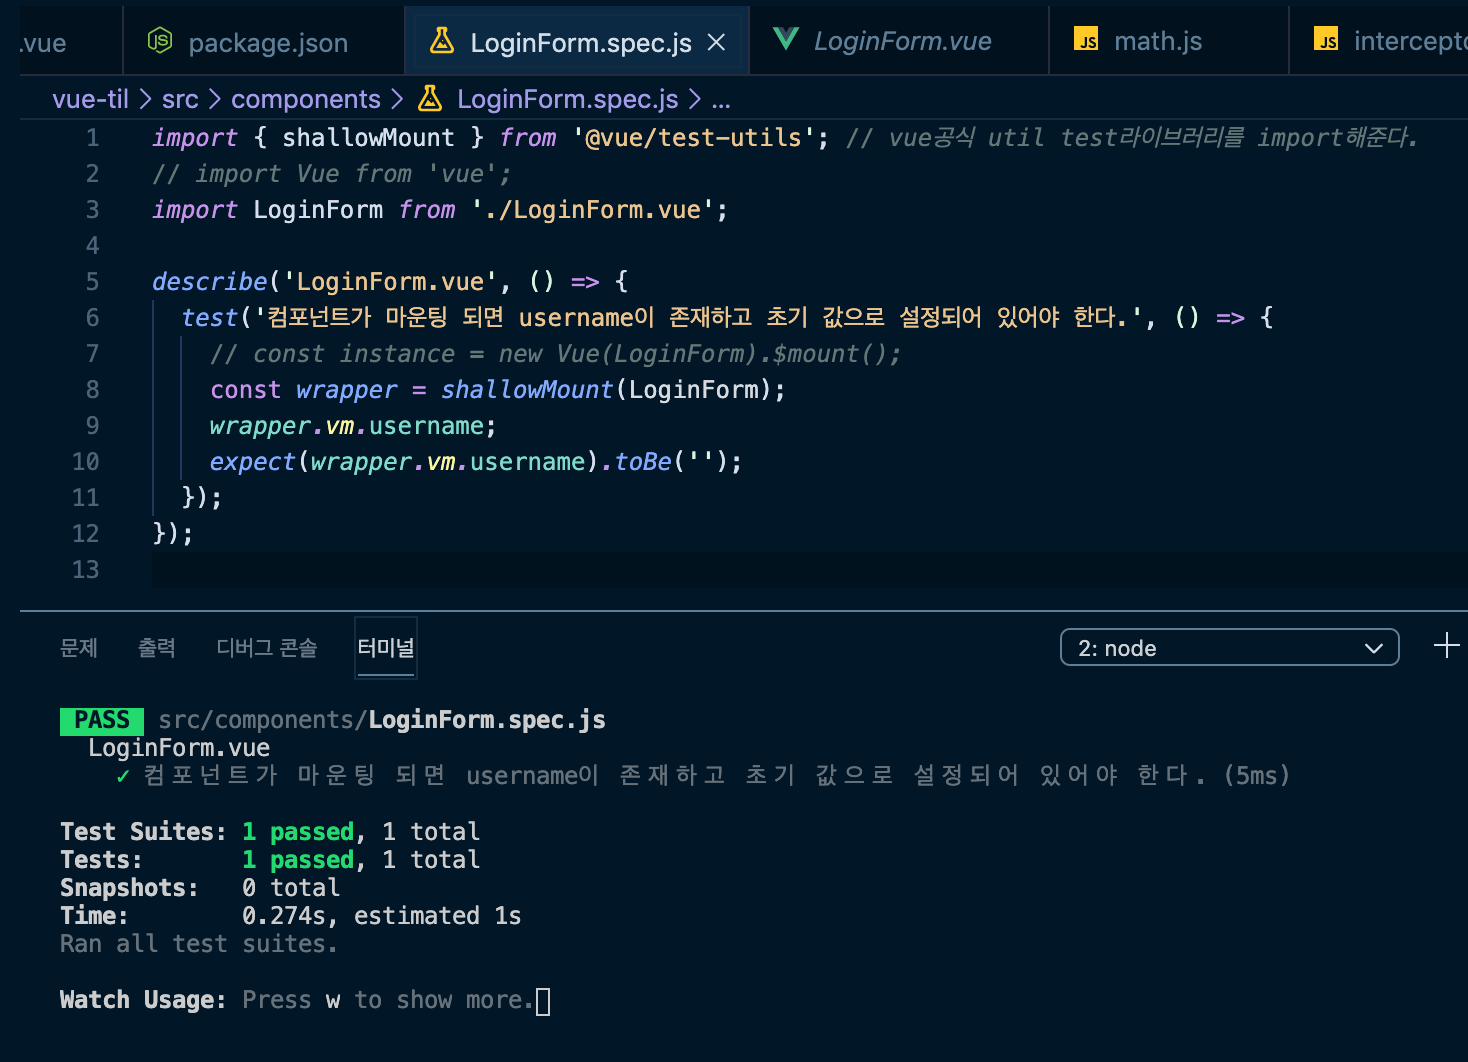 .vue package.json LoginForm.spec.js LoginForm.vue JS math.js JS intercepto
vue-til > src > components > LoginForm.spec.js > ...
1 import { shallowMount } from '@vue/test-utils'; // vue공식 util test라이브러리를 import해준다.
2 // import Vue from 'vue';
3 import LoginForm from './LoginForm.vue';
4
5 describe('LoginForm.vue', () => {
6 test('컴포넌트가 마운팅 되면 username이 존재하고 초기 값으로 설정되어 있어야 한다.', () => {
7 // const instance = new Vue(LoginForm).$mount();
8 const wrapper = shallowMount(LoginForm);
9 wrapper.vm.username;
10 expect(wrapper.vm.username).toBe('');
11 });
12 });
13
문제 출력 디버그 콘솔 터미널 2: node
PASS src/components/LoginForm.spec.js
LoginForm.vue
✓ 컴포넌트가 마운팅 되면 username이 존재하고 초기 값으로 설정되어 있어야 한다. (5ms)
Test Suites: 1 passed, 1 total
Tests: 1 passed, 1 total
Snapshots: 0 total
Time: 0.274s, estimated 1s
Ran all test suites.
Watch Usage: Press w to show more.